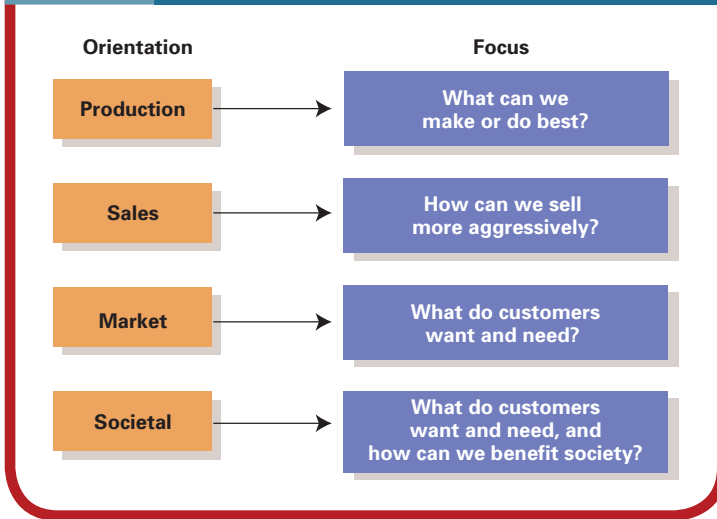 Orientation
Focus
Production
What can we
make or do best?
Sales
How can we sell
more aggressively?
Market
What do customers
want and need?
Societal
What do customers
want and need, and
how can we benefit society?